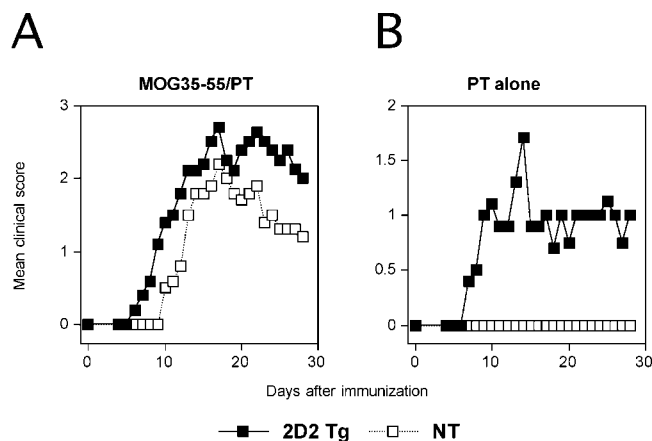 A
B
MOG35-55/PT
PT alone
Mean clinical score
3
2
1
0
2
1.5
1
0.5
0
0
10
20
30
0
10
20
30
Days after immunization
2D2 Tg
NT